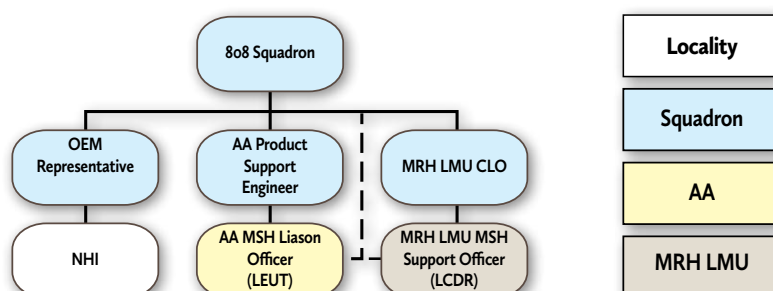 808 Squadron
OEM
Representative
AA Product
Support
Engineer
MRH LMU CLO
NHI
AA MSH Liason
Officer
(LEUT)
MRH LMU MSH
Support Officer
(LCDR)
Locality
Squadron
AA
MRH LMU